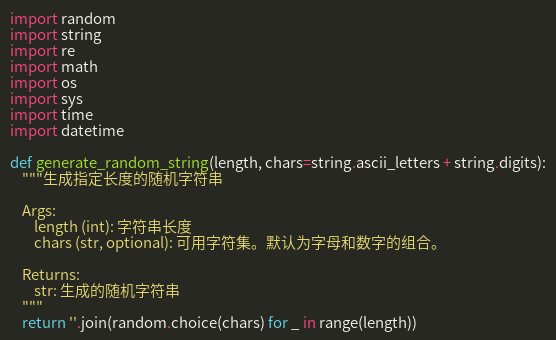 import random
import string
import re
import math
import os
import sys
import time
import datetime

def generate_random_string(length, chars=string.ascii_letters + string.digits):
    """生成指定长度的随机字符串

    Args:
        length (int): 字符串长度
        chars (str, optional): 可用字符集。默认为字母和数字的组合。

    Returns:
        str: 生成的随机字符串
    """
    return ''.join(random.choice(chars) for _ in range(length))